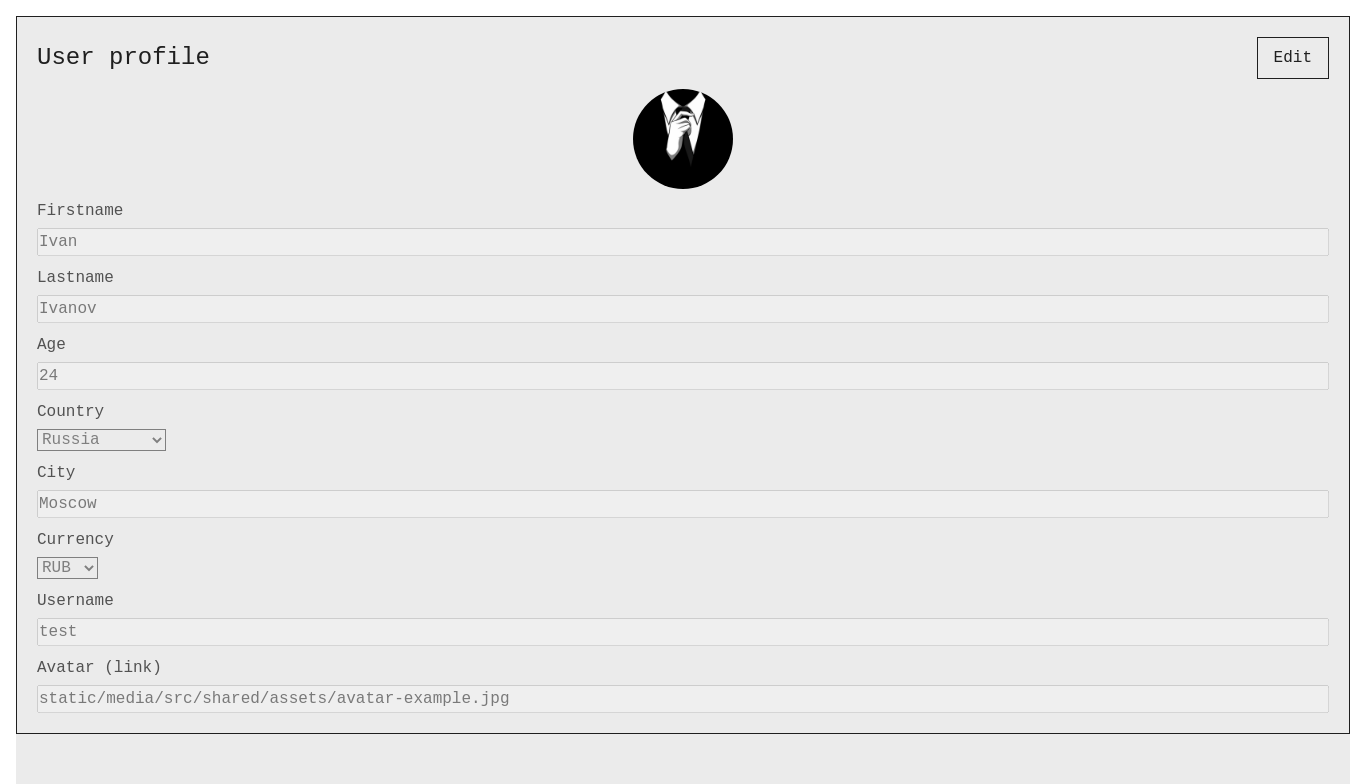 User profile
Edit
Firstname
Ivan
Lastname
Ivanov
Age
24
Country
Russia
City
Moscow
Currency
RUB
Username
test
Avatar (link)
static/media/src/shared/assets/avatar-example.jpg